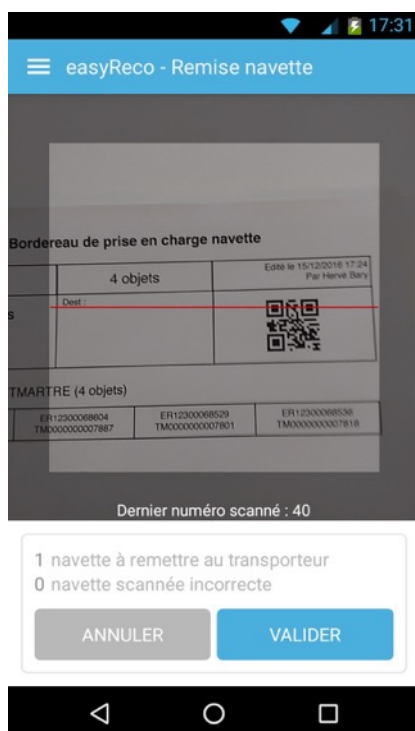 17:31
easyReco - Remise navette
Bordereau de prise en charge navette
4 objets
Edité le 15/12/2016 17:24
Par Hervé Bary
Dest :
s
TMARTRE (4 objets)
ER12300068604
TM0000000007887
ER12300068529
TM0000000007801
ER12300068536
TM0000000007818
Dernier numéro scanné : 40
1 navette à remettre au transporteur
0 navette scannée incorrecte
ANNULER
VALIDER